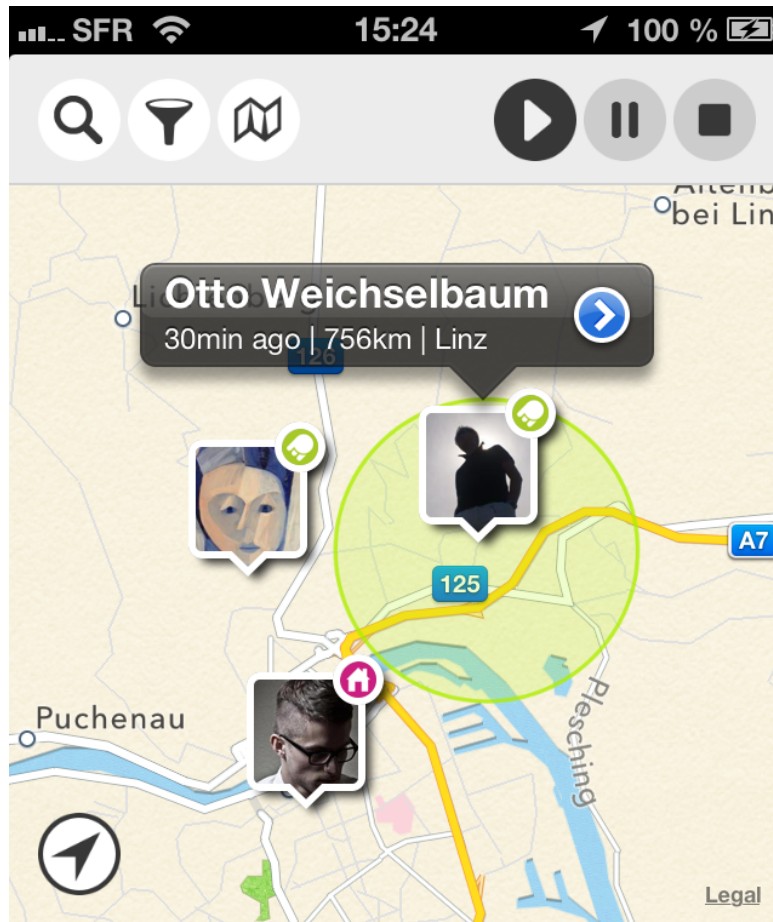 SFR 15:24 100 %
bei Lin
Otto Weichselbaum
30min ago | 756km | Linz
126
A7
125
Puchenau
Plesching
Legal